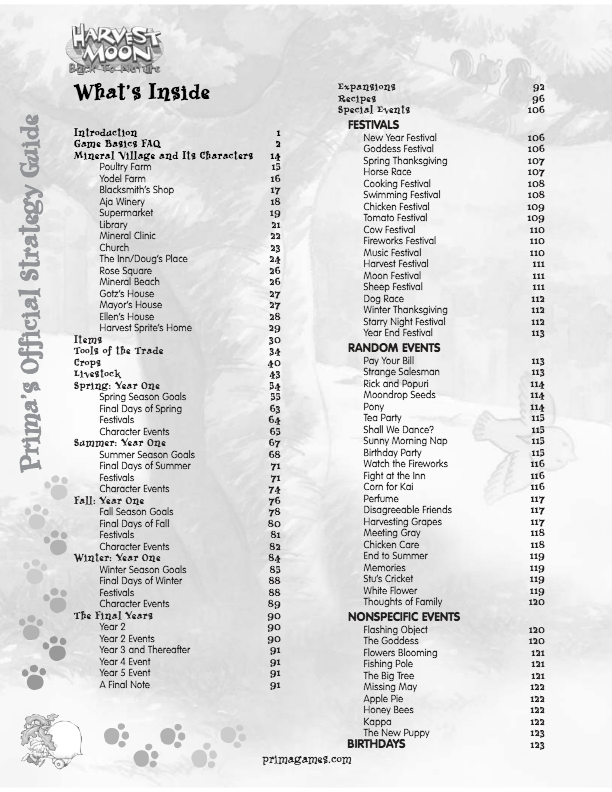 HARVEST
MOON
Back To Nature
What's Inside
Prima's Official Strategy Guide
Introduction 1
Game Basics FAQ 2
Mineral Village and Its Characters 14
Poultry Farm 15
Yodel Farm 16
Blacksmith's Shop 17
Aja Winery 18
Supermarket 19
Library 21
Mineral Clinic 22
Church 23
The Inn/Doug's Place 24
Rose Square 26
Mineral Beach 26
Gotz's House 27
Mayor's House 27
Ellen's House 28
Harvest Sprite's Home 29
Items 30
Tools of the Trade 34
Crops 40
Livestock 43
Spring: Year One 54
Spring Season Goals 55
Final Days of Spring 63
Festivals 64
Character Events 65
Summer: Year One 67
Summer Season Goals 68
Final Days of Summer 71
Festivals 71
Character Events 74
Fall: Year One 76
Fall Season Goals 78
Final Days of Fall 80
Festivals 81
Character Events 82
Winter: Year One 84
Winter Season Goals 85
Final Days of Winter 88
Festivals 88
Character Events 89
The Final Years 90
Year 2 90
Year 2 Events 90
Year 3 and Thereafter 91
Year 4 Event 91
Year 5 Event 91
A Final Note 91
Expansions 92
Recipes 96
Special Events 106
FESTIVALS
New Year Festival 106
Goddess Festival 106
Spring Thanksgiving 107
Horse Race 107
Cooking Festival 108
Swimming Festival 108
Chicken Festival 109
Tomato Festival 109
Cow Festival 110
Fireworks Festival 110
Music Festival 110
Harvest Festival 111
Moon Festival 111
Sheep Festival 111
Dog Race 112
Winter Thanksgiving 112
Starry Night Festival 112
Year End Festival 113
RANDOM EVENTS
Pay Your Bill 113
Strange Salesman 113
Rick and Popuri 114
Moondrop Seeds 114
Pony 114
Tea Party 115
Shall We Dance? 115
Sunny Morning Nap 115
Birthday Party 115
Watch the Fireworks 116
Fight at the Inn 116
Corn for Kai 116
Perfume 117
Disagreeable Friends 117
Harvesting Grapes 117
Meeting Gray 118
Chicken Care 118
End to Summer 119
Memories 119
Stu's Cricket 119
White Flower 119
Thoughts of Family 120
NONSPECIFIC EVENTS
Flashing Object 120
The Goddess 120
Flowers Blooming 121
Fishing Pole 121
The Big Tree 121
Missing May 122
Apple Pie 122
Honey Bees 122
Kappa 122
The New Puppy 123
BIRTHDAYS 123
primagames.com